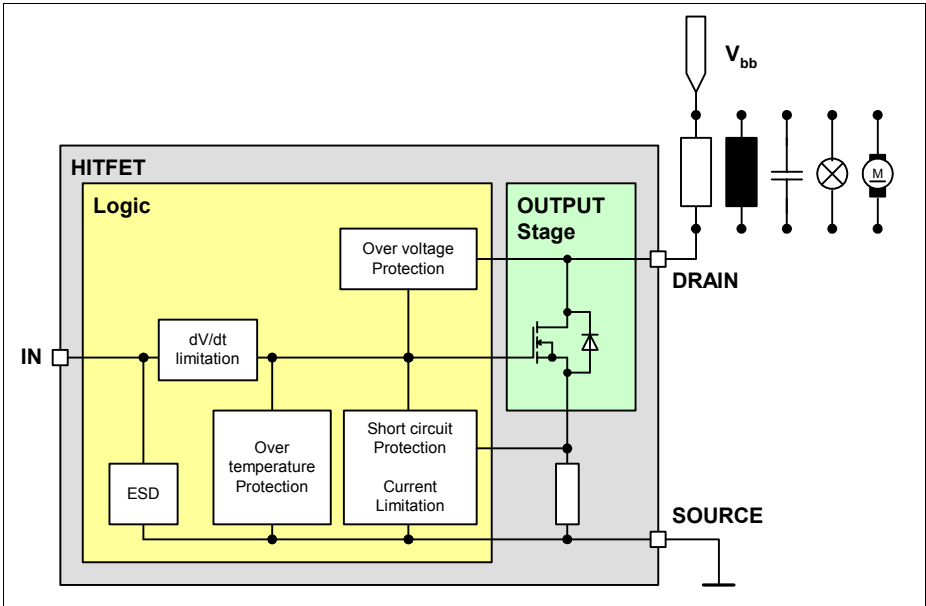 V_bb
HITFET
Logic
OUTPUT
Stage
Over voltage
Protection
M
DRAIN
IN
dV/dt
limitation
Over
temperature
Protection
Short circuit
Protection
Current
Limitation
ESD
SOURCE